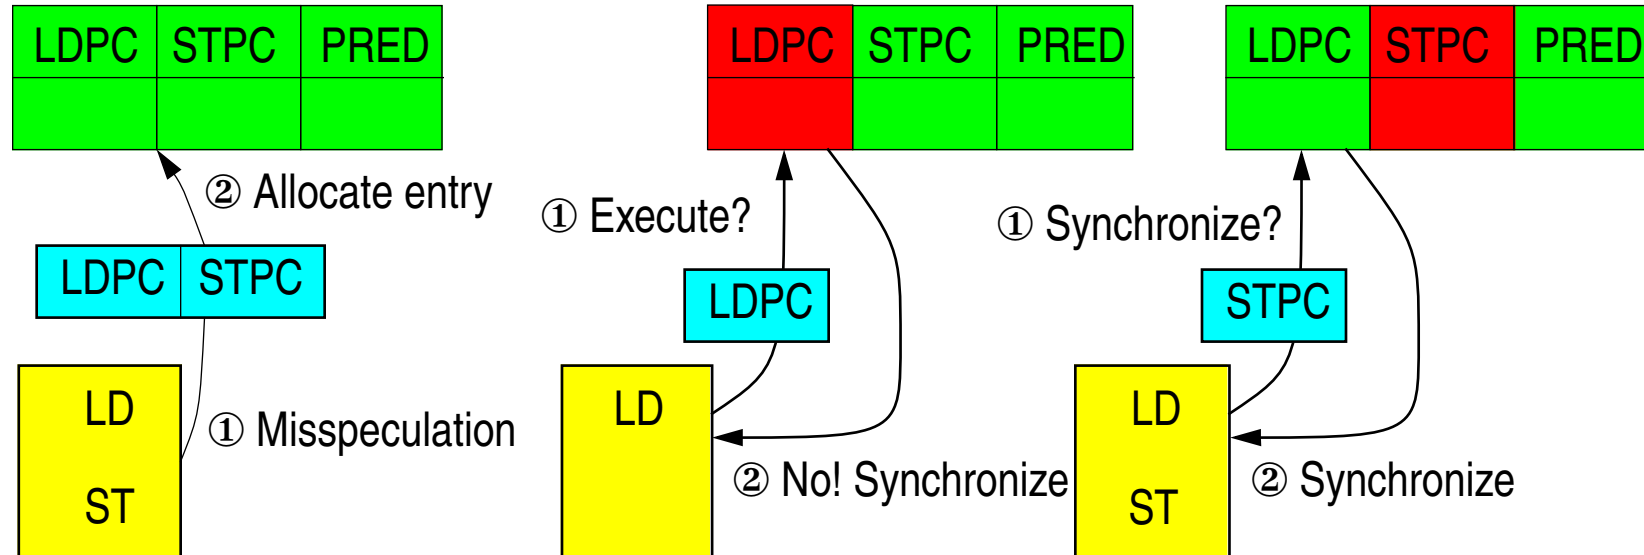 LDPC STPC PRED
② Allocate entry
LDPC STPC
LD
① Misspeculation
ST
LDPC STPC PRED
① Execute?
LDPC
LD
② No! Synchronize
LDPC STPC PRED
① Synchronize?
STPC
LD
② Synchronize
ST